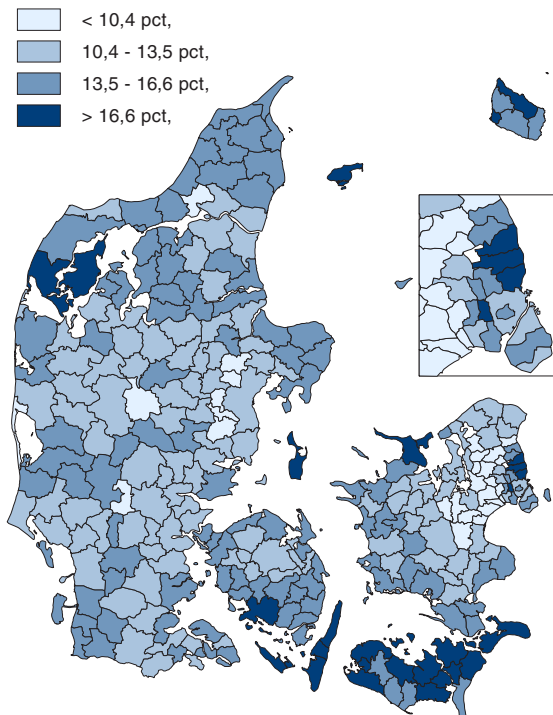 < 10,4 pct,
10,4 - 13,5 pct,
13,5 - 16,6 pct,
> 16,6 pct,